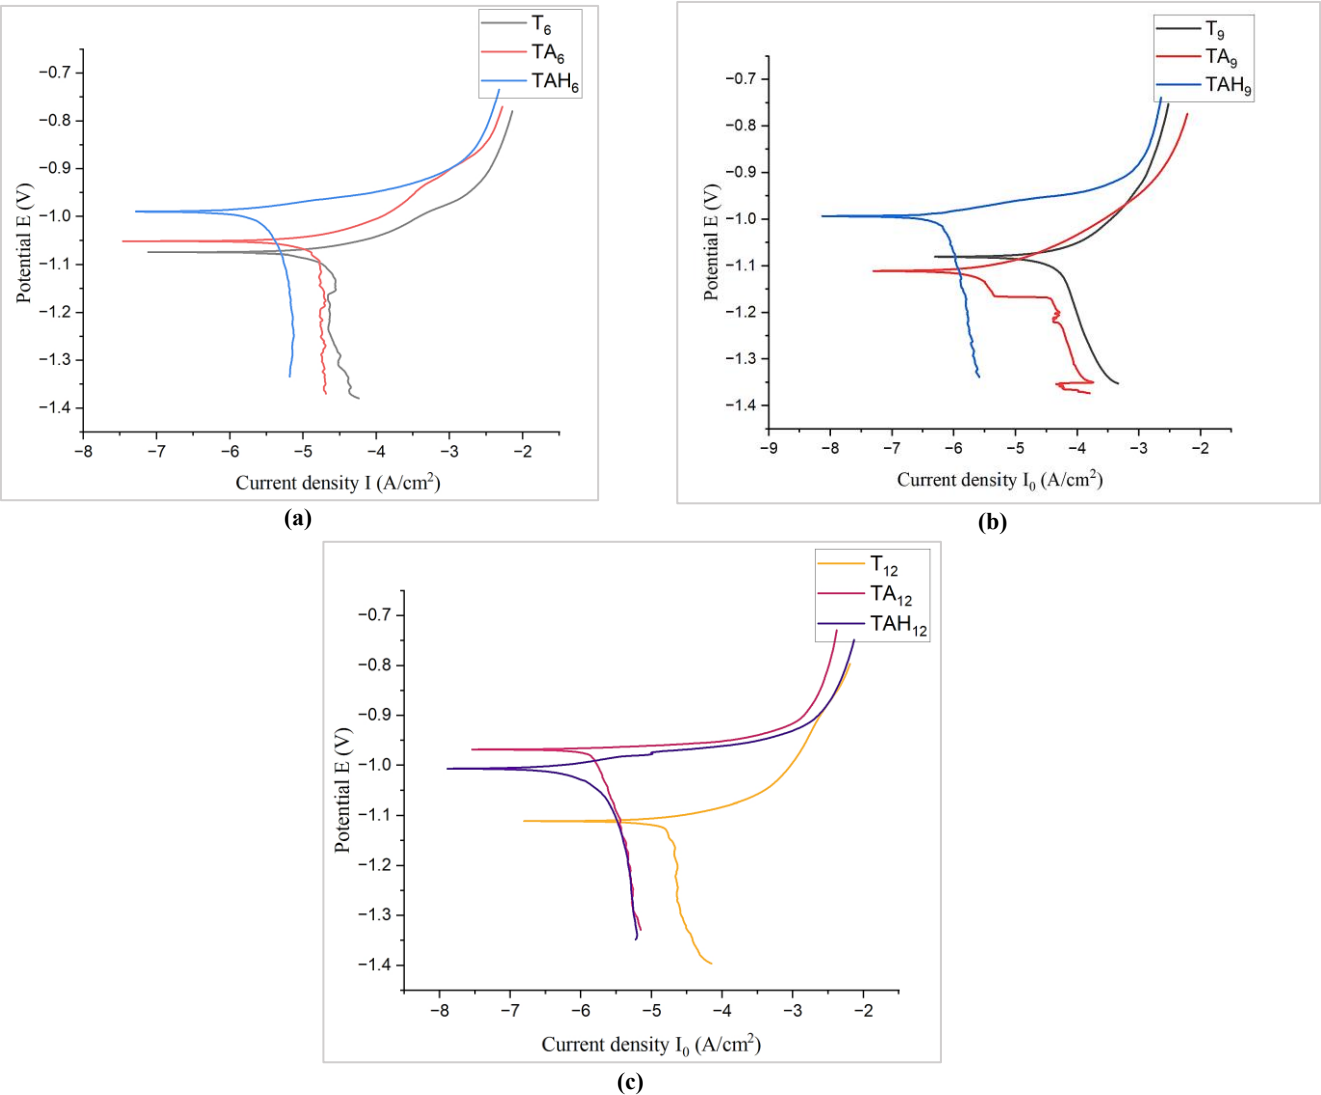 T6
TA6
TAH6
−0.7
−0.8
−0.9
−1.0
−1.1
−1.2
−1.3
−1.4
Potential E (V)
−8 −7 −6 −5 −4 −3 −2
Current density I (A/cm²)
(a)
T9
TA9
TAH9
−0.7
−0.8
−0.9
−1.0
−1.1
−1.2
−1.3
−1.4
Potential E (V)
−9 −8 −7 −6 −5 −4 −3 −2
Current density I₀ (A/cm²)
(b)
T12
TA12
TAH12
−0.7
−0.8
−0.9
−1.0
−1.1
−1.2
−1.3
−1.4
Potential E (V)
−8 −7 −6 −5 −4 −3 −2
Current density I₀ (A/cm²)
(c)